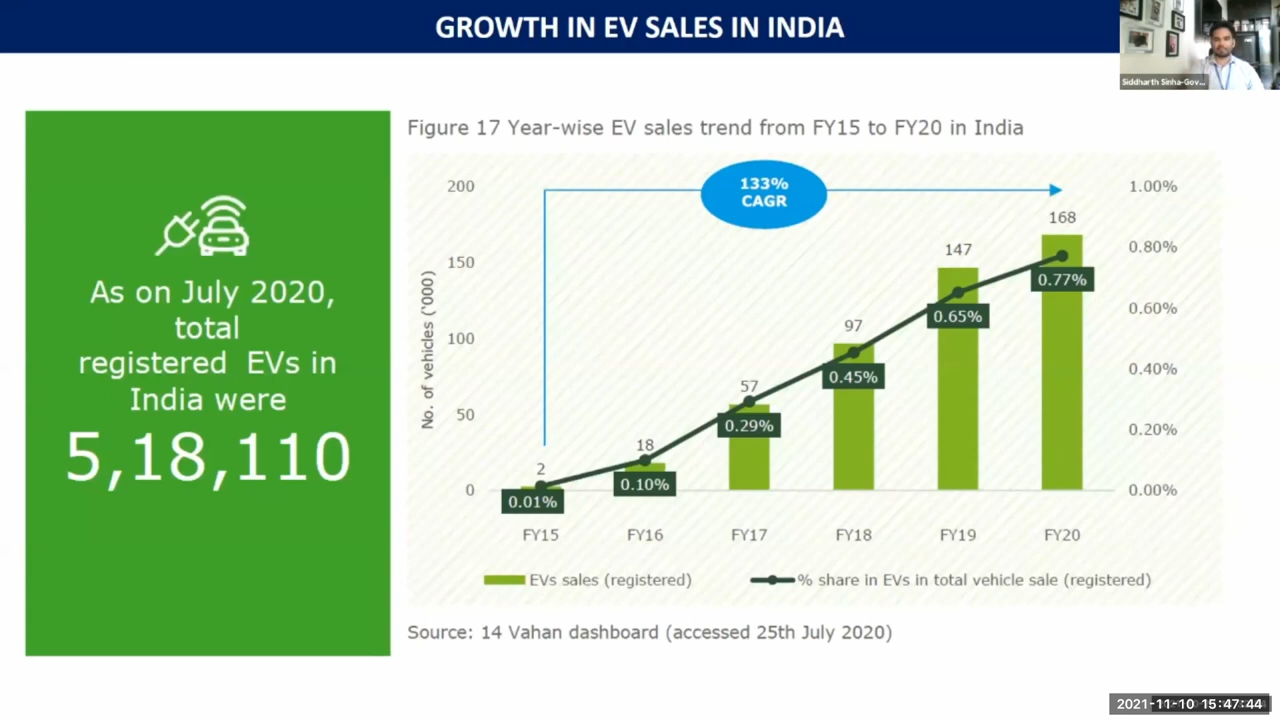 GROWTH IN EV SALES IN INDIA
Siddharth Sinha-Gov...
As on July 2020,
total
registered EVs in
India were
5,18,110
Figure 17 Year-wise EV sales trend from FY15 to FY20 in India
133%
CAGR
No. of vehicles ('000)
200
150
100
50
0
1.00%
0.80%
0.60%
0.40%
0.20%
0.00%
2
18
57
97
147
168
0.01%
0.10%
0.29%
0.45%
0.65%
0.77%
FY15 FY16 FY17 FY18 FY19 FY20
EVs sales (registered) % share in EVs in total vehicle sale (registered)
Source: 14 Vahan dashboard (accessed 25th July 2020)
2021-11-10 15:47:44